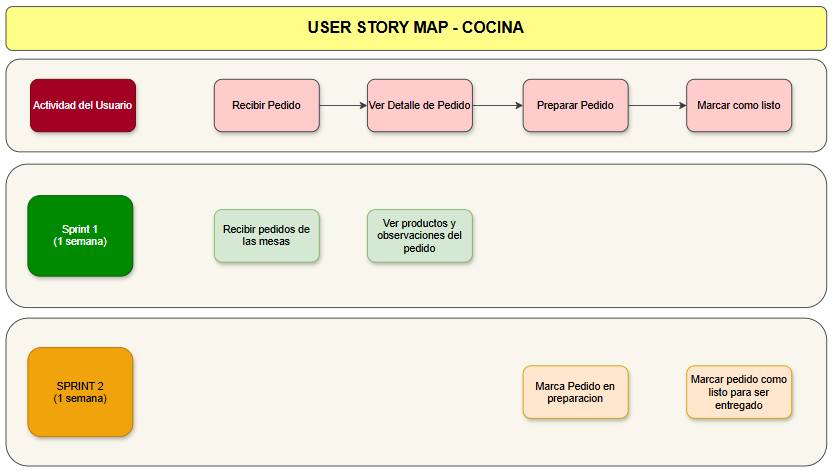 USER STORY MAP - COCINA
Actividad del Usuario
Recibir Pedido
Ver Detalle de Pedido
Preparar Pedido
Marcar como listo
Sprint 1
(1 semana)
Recibir pedidos de
las mesas
Ver productos y
observaciones del
pedido
SPRINT 2
(1 semana)
Marca Pedido en
preparacion
Marcar pedido como
listo para ser
entregado